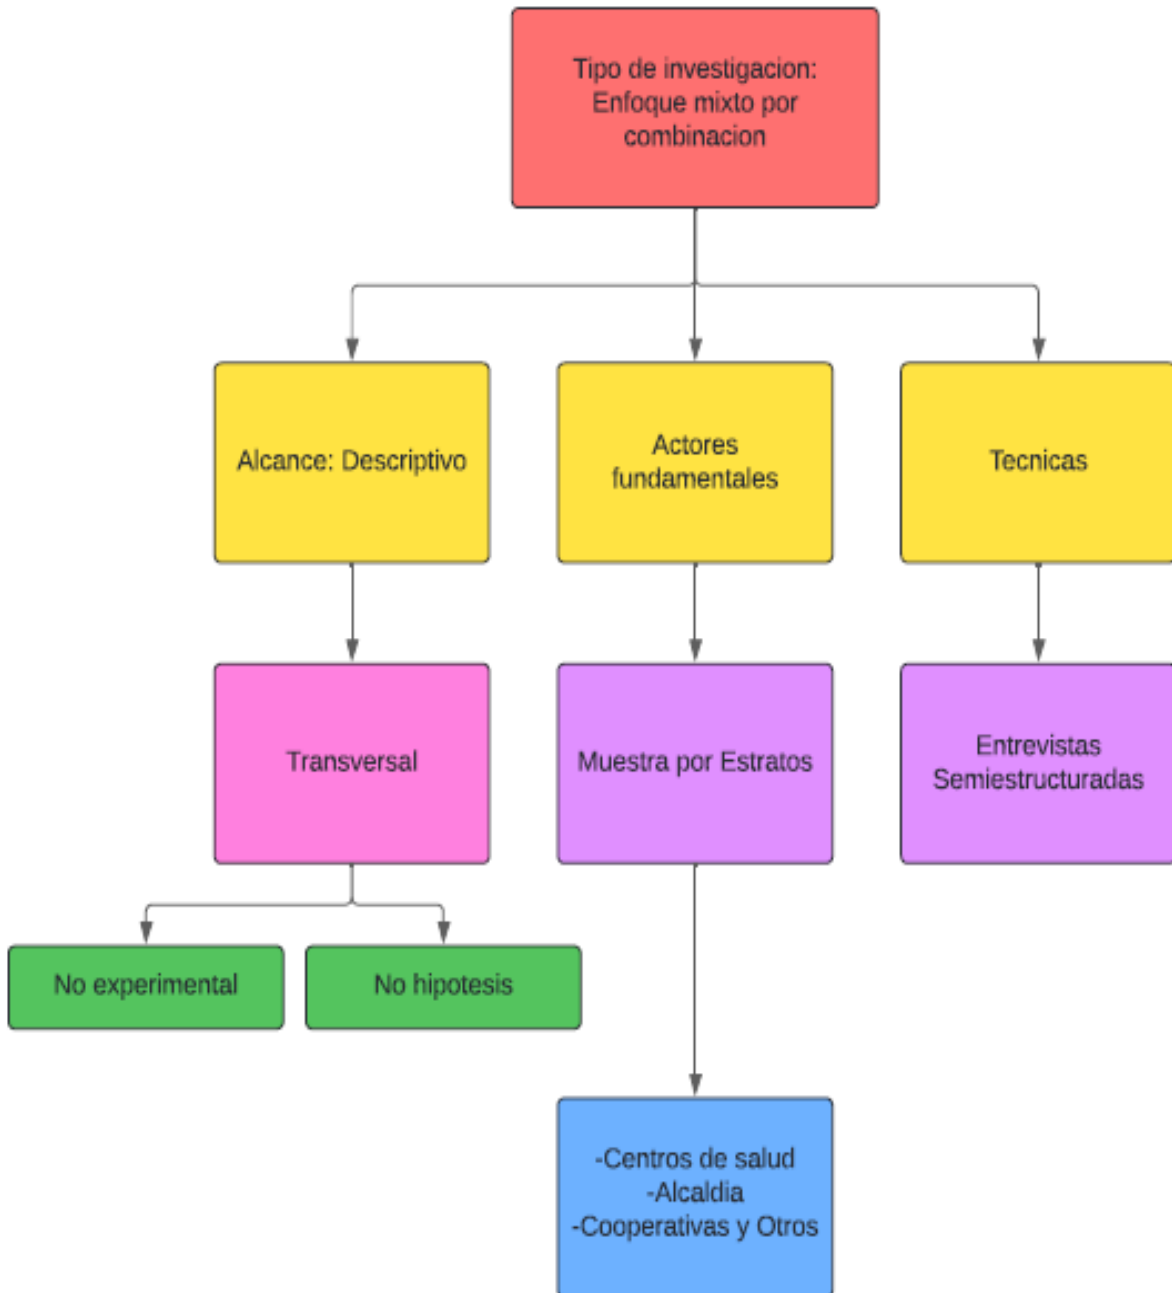 Tipo de investigacion:
Enfoque mixto por
combinacion
Alcance: Descriptivo
Actores
fundamentales
Tecnicas
Transversal
Muestra por Estratos
Entrevistas
Semiestructuradas
No experimental
No hipotesis
-Centros de salud
-Alcaldia
-Cooperativas y Otros